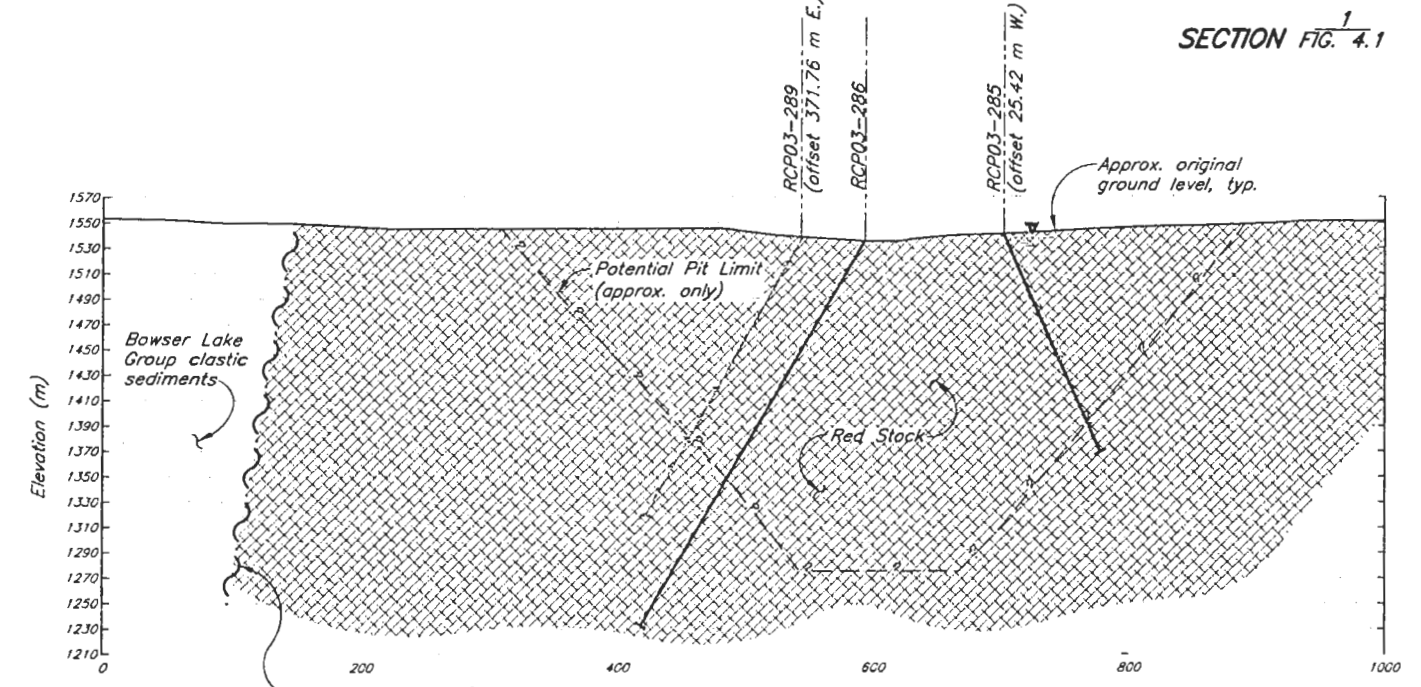 SECTION 1
FIG. 4.1
RCP03-289
(offset 371.76 m E.)
RCP03-286
RCP03-285
(offset 25.42 m W.)
Approx. original
ground level, typ.
Potential Pit Limit
(approx. only)
Bowser Lake
Group clastic
sediments
Red Stock
Elevation (m)
1570
1550
1530
1510
1490
1470
1450
1430
1410
1390
1370
1350
1330
1310
1290
1270
1250
1230
1210
0
200
400
600
800
1000